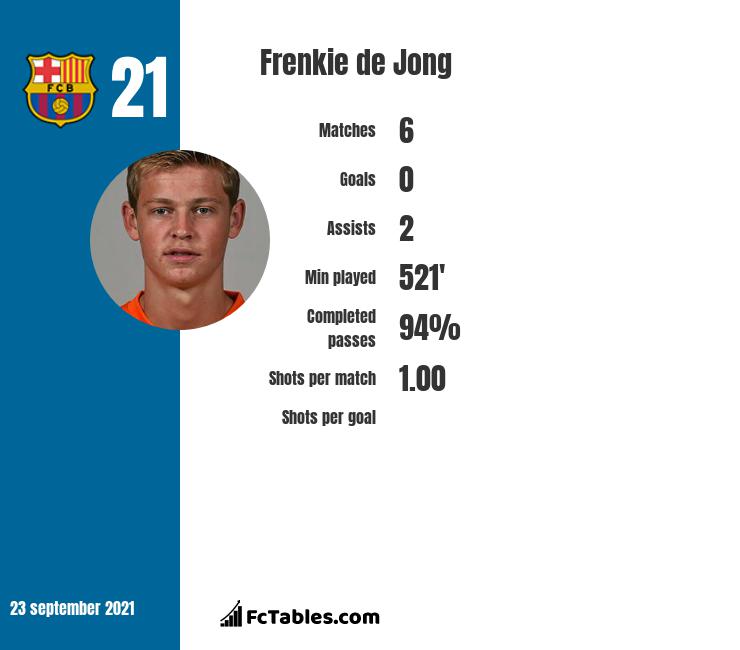 FCB
21
Frenkie de Jong
Matches 6
Goals 0
Assists 2
Min played 521'
Completed
passes 94%
Shots per match 1.00
Shots per goal
23 september 2021
FcTables.com